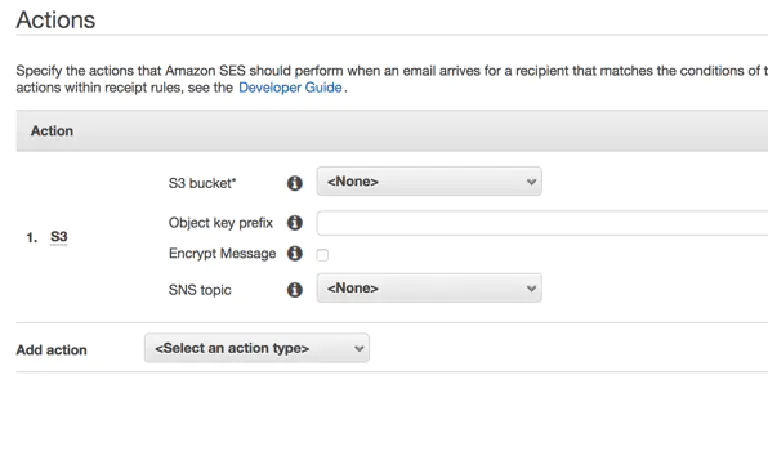 Actions
Specify the actions that Amazon SES should perform when an email arrives for a recipient that matches the conditions of
actions within receipt rules, see the Developer Guide.
Action
S3 bucket* <None>
Object key prefix
1. S3
Encrypt Message
SNS topic <None>
Add action <Select an action type>